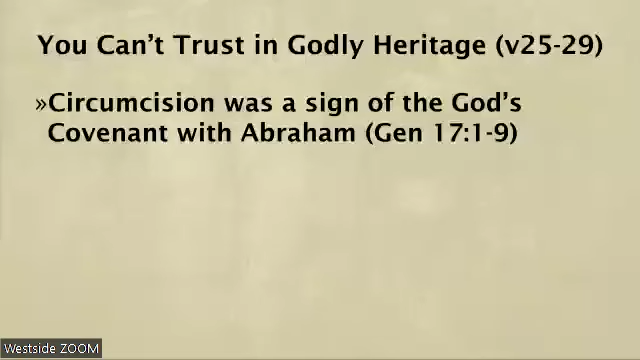 You Can't Trust in Godly Heritage (v25-29)
»Circumcision was a sign of the God's
Covenant with Abraham (Gen 17:1-9)
Westside ZOOM